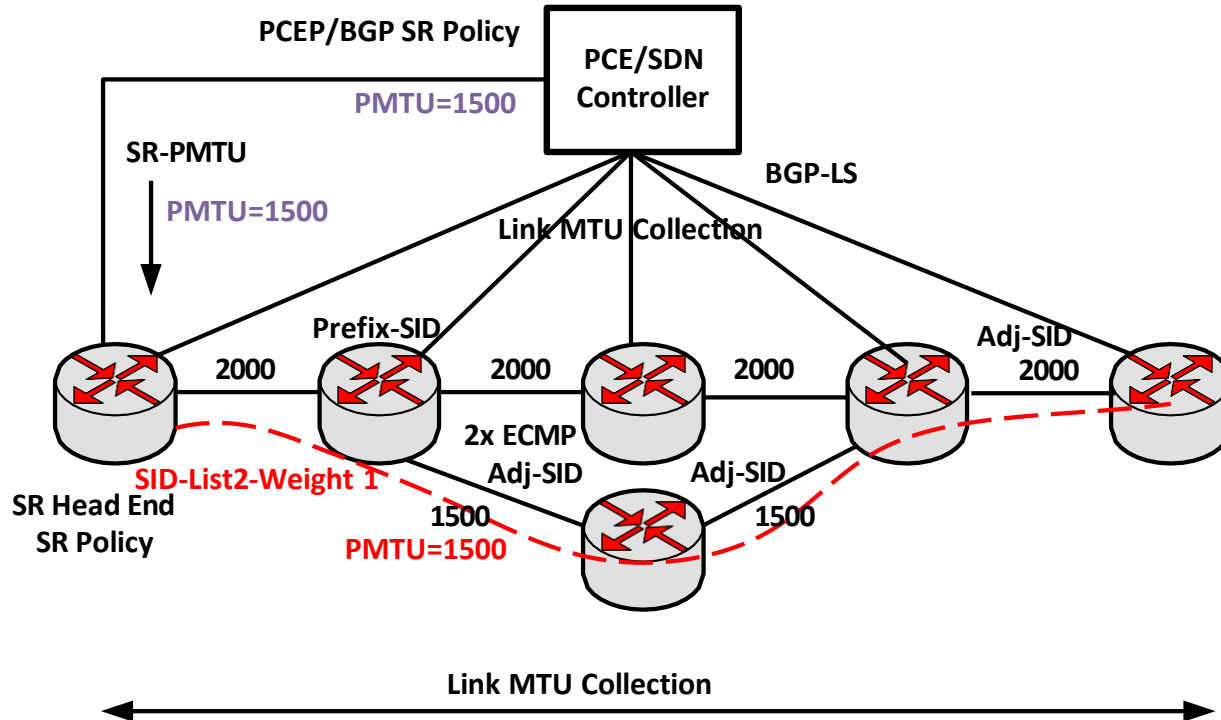 PCEP/BGP SR Policy
PCE/SDN
Controller
PMTU=1500
SR-PMTU
PMTU=1500
BGP-LS
Link MTU Collection
Prefix-SID
Adj-SID
2000
2000
2000
2000
2x ECMP
Adj-SID
Adj-SID
SID-List2-Weight 1
SR Head End
SR Policy
1500
1500
PMTU=1500
Link MTU Collection